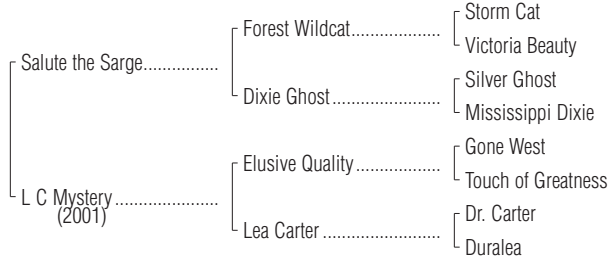 Storm Cat
Forest Wildcat....................
Victoria Beauty
Salute the Sarge................
Silver Ghost
Dixie Ghost........................
Mississippi Dixie
Gone West
Elusive Quality...................
Touch of Greatness
L C Mystery......................
(2001)
Dr. Carter
Lea Carter..........................
Duralea